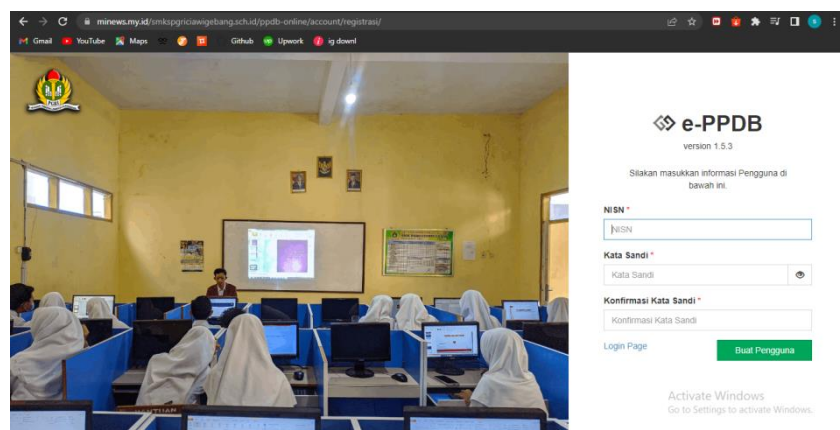 minews.my.id/smkspgriciawigebang.sch.id/ppdb-online/account/registrasi/
Gmail YouTube Maps Github Upwork ig downl
e-PPDB
version 1.5.3
Silakan masukkan informasi Pengguna di
bawah ini.
NISN *
NISN
Kata Sandi *
Kata Sandi
Konfirmasi Kata Sandi *
Konfirmasi Kata Sandi
Login Page Buat Pengguna
Activate Windows
Go to Settings to activate Windows.